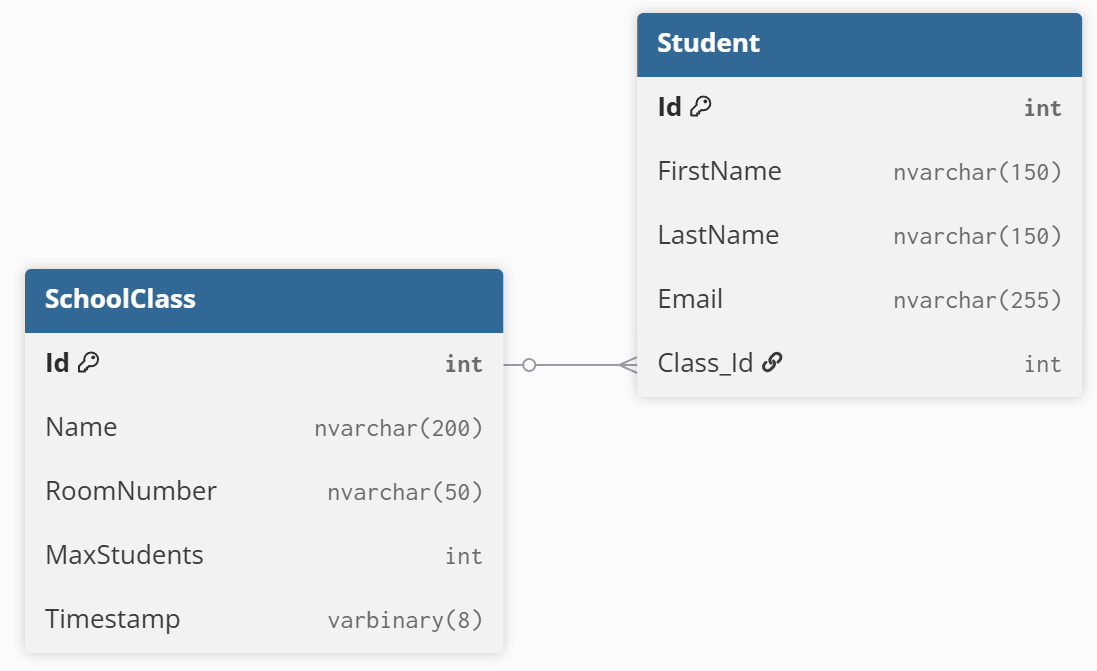 Student
Id int
FirstName nvarchar(150)
LastName nvarchar(150)
Email nvarchar(255)
Class_Id int
SchoolClass
Id int
Name nvarchar(200)
RoomNumber nvarchar(50)
MaxStudents int
Timestamp varbinary(8)